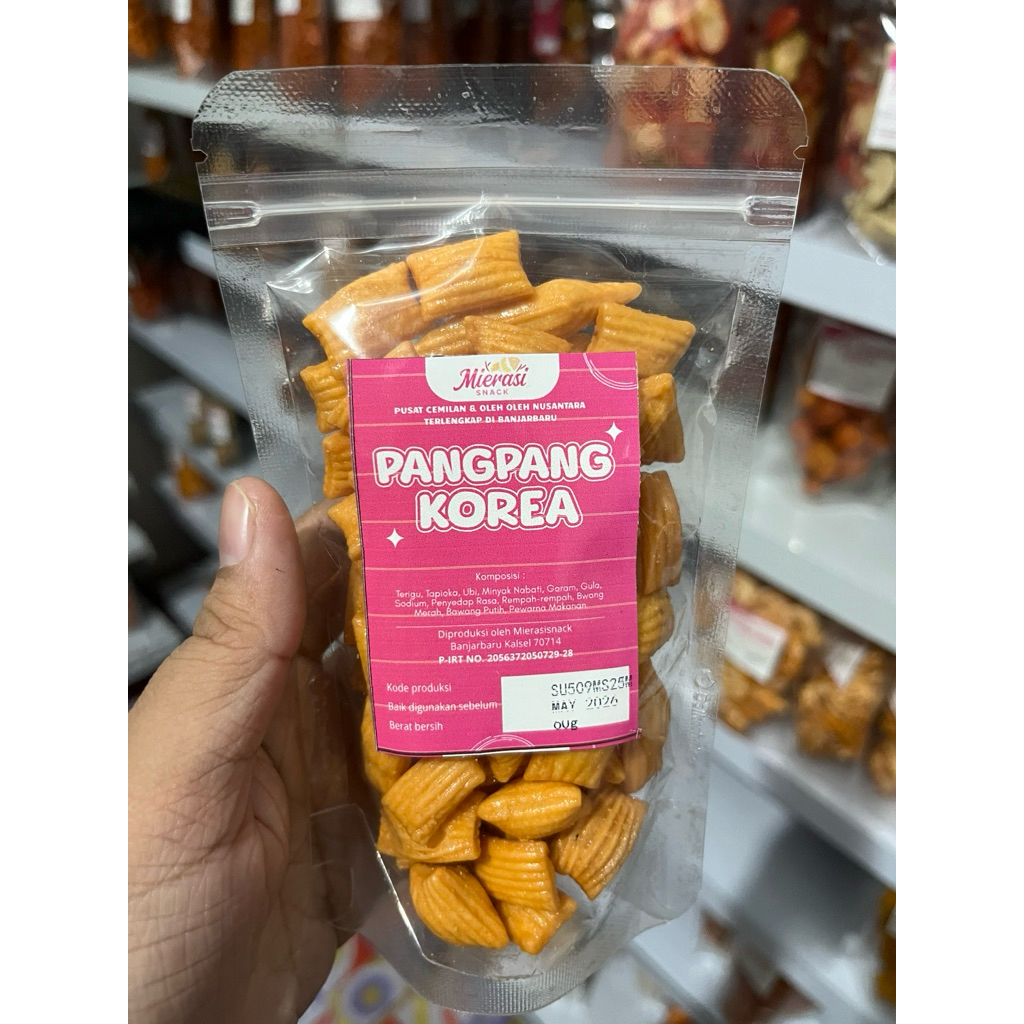 Mierasi
SNACK
PUSAT CEMILAN & OLEH OLEH NUSANTARA
TERLENGKAP DI BANJARBARU
PANGPANG
KOREA
Komposisi :
Terigu, Tapioka, Ubi, Minyak Nabati, Garam, Gula,
Sodium, Penyedap Rasa, Rempah-rempah, Bwang
Merah, Bawang Putih, Pewarna Makanan
Diproduksi oleh Mierasisnack
Banjarbaru Kalsel 70714
P-IRT NO. 2056372050729-28
Kode produksi SU509MS25M
Baik digunakan sebelum MAY 2026
Berat bersih 60g